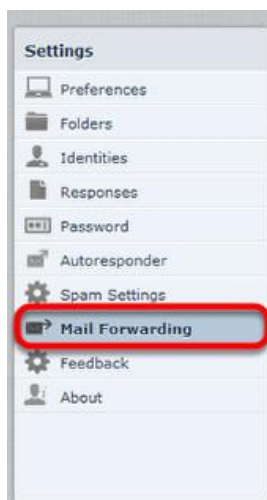 Settings
Preferences
Folders
Identities
Responses
Password
Autoresponder
Spam Settings
Mail Forwarding
Feedback
About